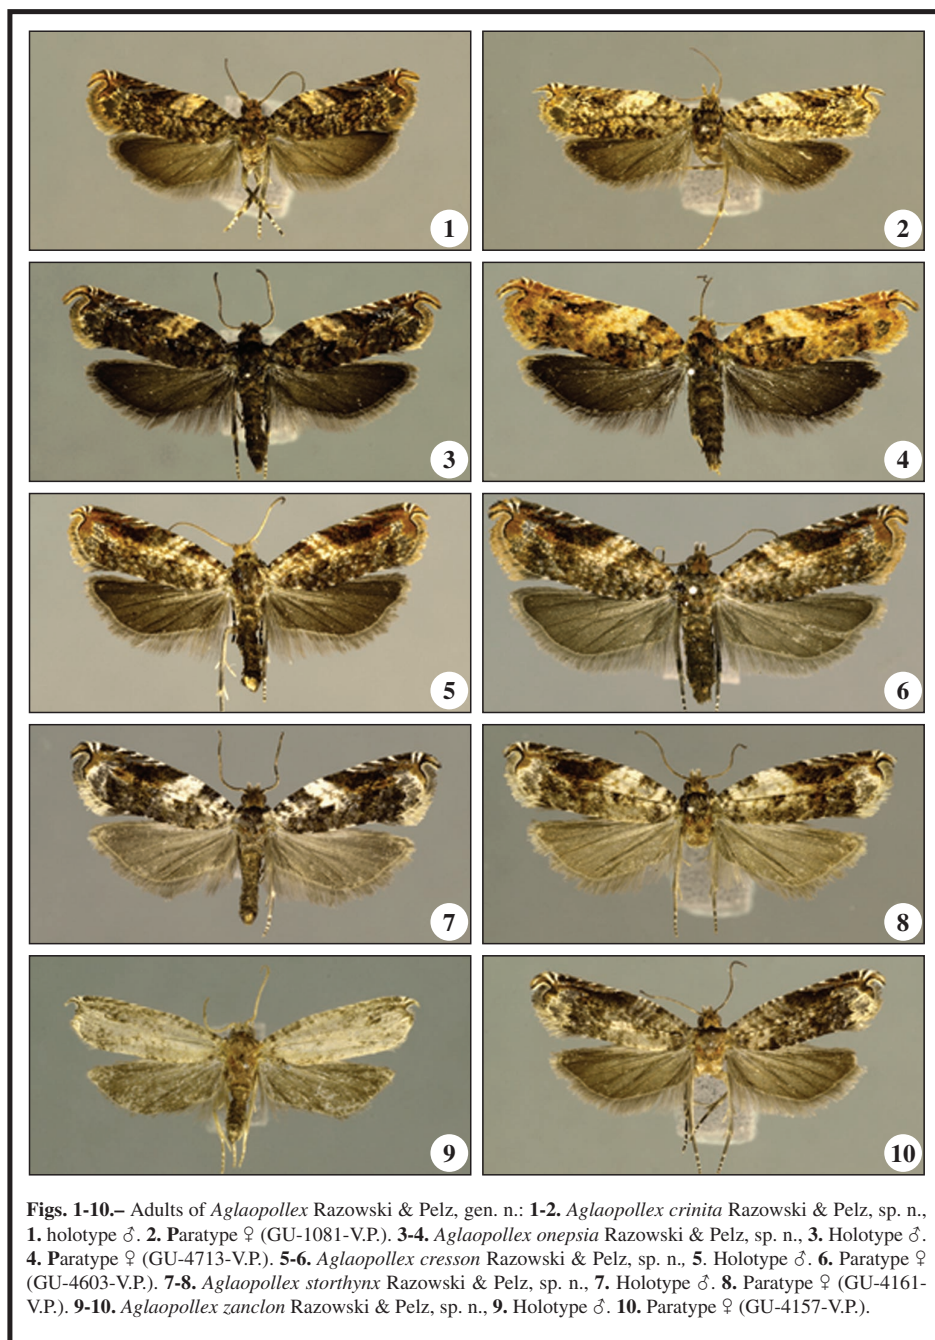 1
2
3
4
5
6
7
8
9
10
Figs. 1-10.– Adults of Aglaopollex Razowski & Pelz, gen. n.: 1-2. Aglaopollex crinita Razowski & Pelz, sp. n.,
1. holotype ♂. 2. Paratype ♀ (GU-1081-V.P.). 3-4. Aglaopollex onepsia Razowski & Pelz, sp. n., 3. Holotype ♂.
4. Paratype ♀ (GU-4713-V.P.). 5-6. Aglaopollex cresson Razowski & Pelz, sp. n., 5. Holotype ♂. 6. Paratype ♀
(GU-4603-V.P.). 7-8. Aglaopollex storthynx Razowski & Pelz, sp. n., 7. Holotype ♂. 8. Paratype ♀ (GU-4161-
V.P.). 9-10. Aglaopollex zanclon Razowski & Pelz, sp. n., 9. Holotype ♂. 10. Paratype ♀ (GU-4157-V.P.).